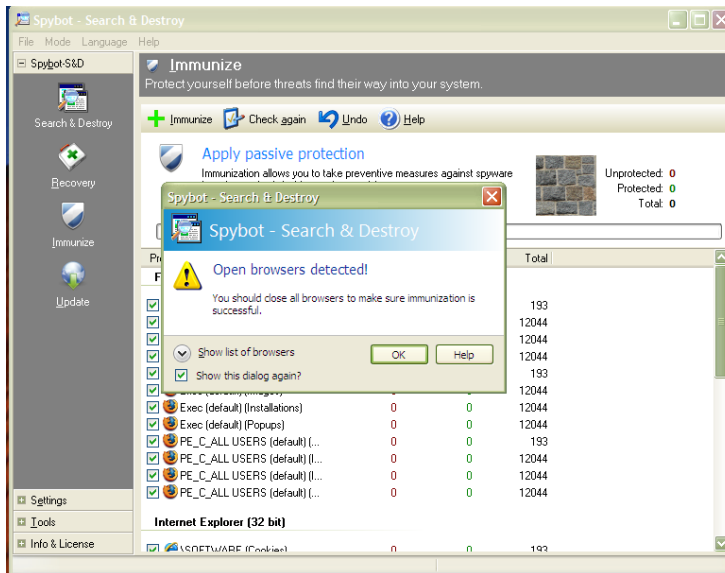 Spybot - Search & Destroy
File Mode Language Help
Spybot-S&D
Search & Destroy
Recovery
Immunize
Update
Settings
Tools
Info & License
Immunize
Protect yourself before threats find their way into your system.
Immunize Check again Undo Help
Apply passive protection
Immunization allows you to take preventive measures against spyware
Unprotected: 0
Protected: 0
Total: 0
Spybot - Search & Destroy
Spybot - Search & Destroy
Open browsers detected!
You should close all browsers to make sure immunization is
successful.
Show list of browsers
OK Help
Show this dialog again?
Total
193
12044
12044
12044
193
12044
Exec (default) (Installations) 0 0 12044
Exec (default) (Popups) 0 0 12044
PE_C_ALL USERS (default) (... 0 0 193
PE_C_ALL USERS (default) (I... 0 0 12044
PE_C_ALL USERS (default) (I... 0 0 12044
PE_C_ALL USERS (default) (... 0 0 12044
Internet Explorer (32 bit)
\SOFTWARE (Cookies) 0 0 193